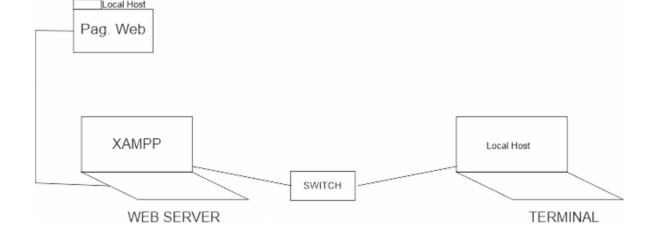 Local Host
Pag. Web
XAMPP
Local Host
SWITCH
WEB SERVER
TERMINAL